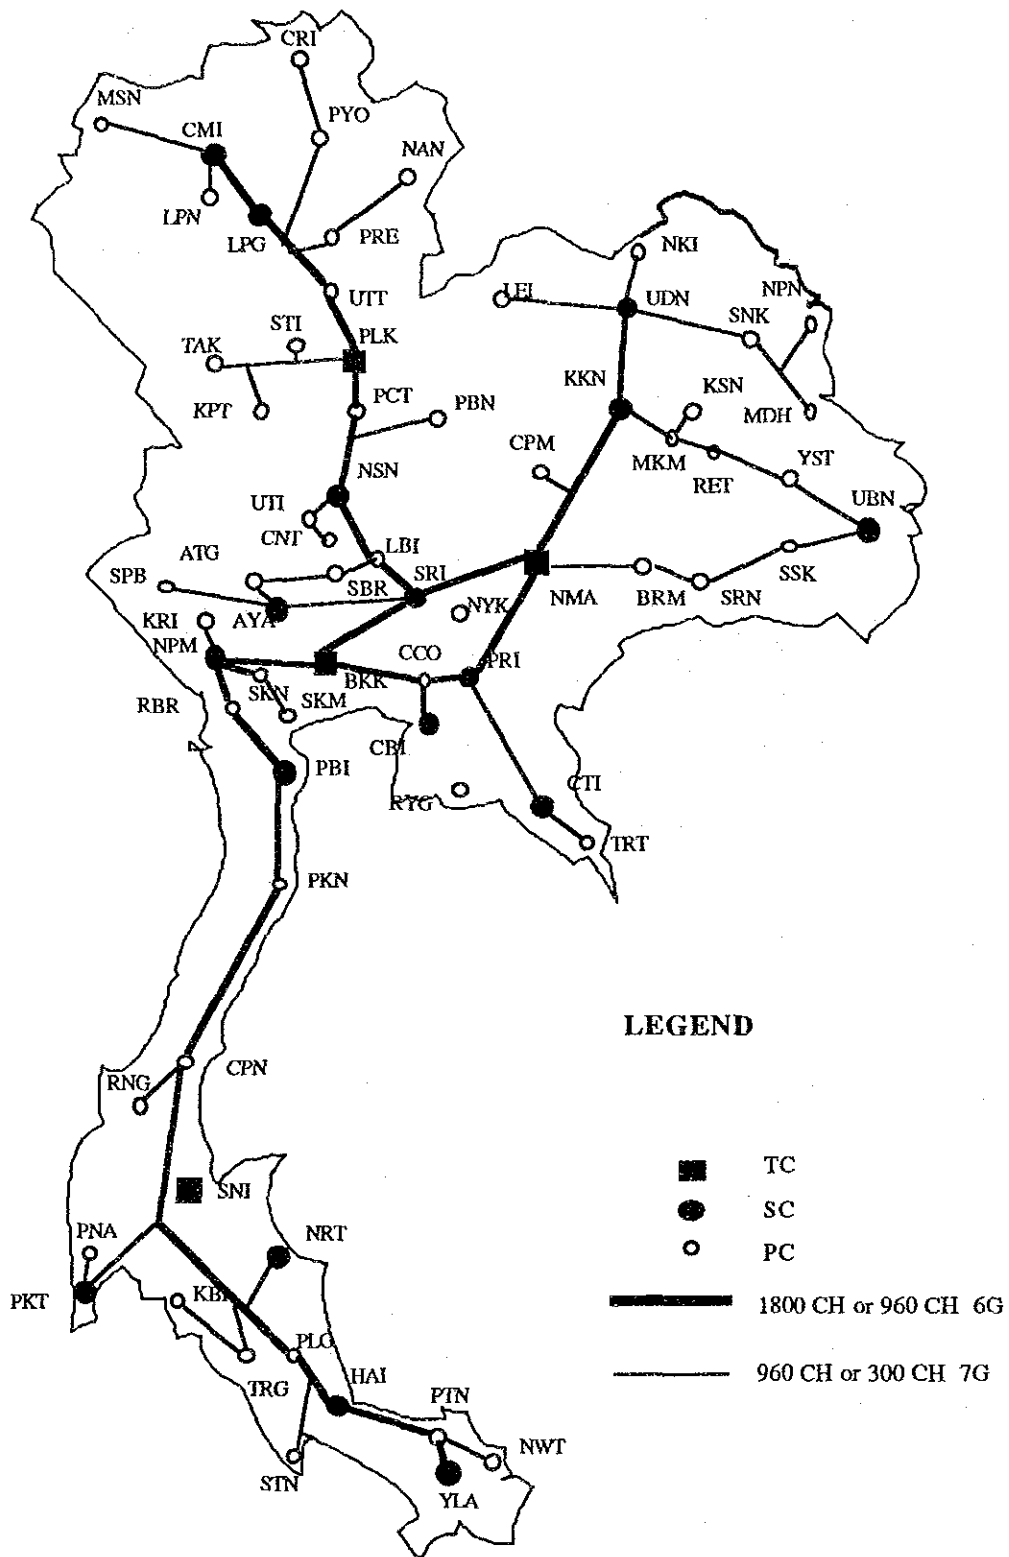 CRI
MSN
PYO
CMI
NAN
LPN
PRE
LPG
NKI
UTT
LEI
UDN
NPN
STI
SNK
PLK
TAK
KKN
KSN
PCT
PBN
KPT
MDH
CPM
MKM
YST
NSN
RET
UTI
UBN
CNT
LBI
ATG
SRI
SSK
SPB
SBR
NMA
BRM
SRN
NYK
KRI
AYA
NPM
CCO
PRI
BKK
SKN
RBR
SKM
CBI
PBI
CTI
RYG
TRT
PKN
LEGEND
CPN
RNG
TC
SNI
SC
PNA
NRT
PC
KBI
PKT
1800 CH or 960 CH 6G
PLG
HAI
960 CH or 300 CH 7G
TRG
PTN
NWT
STN
YLA